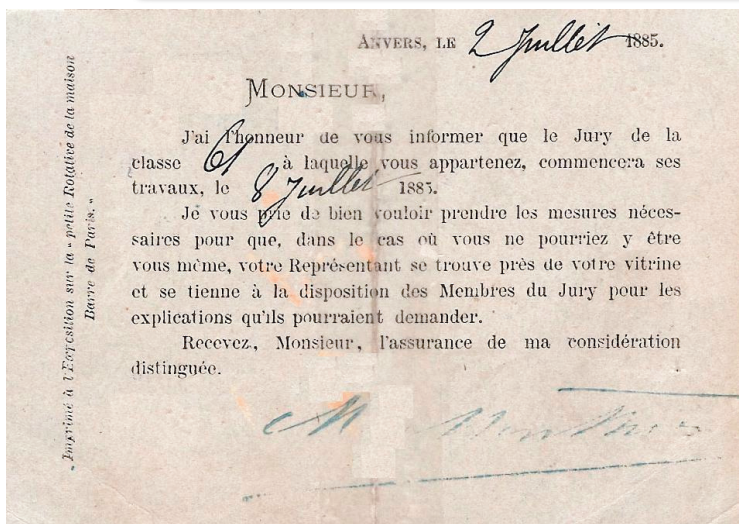 ANVERS, LE 2 Juillet 1885.
MONSIEUR,
J'ai l'honneur de vous informer que le Jury de la
classe 61 à laquelle vous appartenez, commencera ses
travaux, le 8 Juillet 1885.
Je vous prie de bien vouloir prendre les mesures néces-
saires pour que, dans le cas où vous ne pourriez y être
vous même, votre Représentant se trouve près de votre vitrine
et se tienne à la disposition des Membres du Jury pour les
explications qu'ils pourraient demander.
Recevez, Monsieur, l'assurance de ma considération
distinguée.
Imprimé à l'Exposition sur la « petite Rotative de la maison
Barre de Paris. »